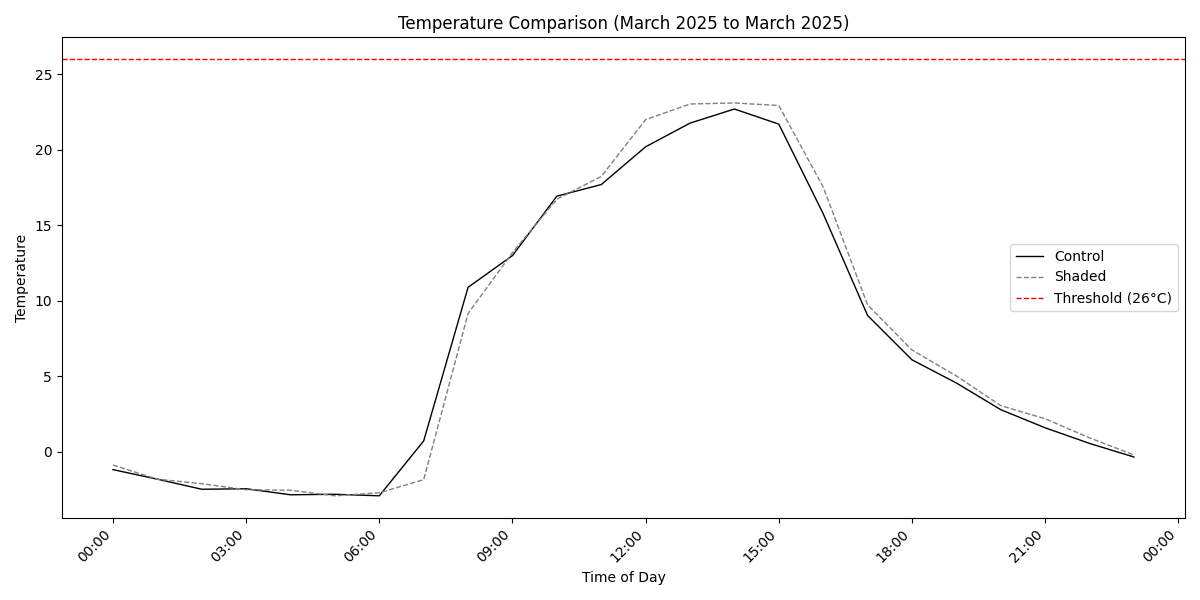 Temperature Comparison (March 2025 to March 2025)
Temperature
25
20
15
10
5
0
Control
Shaded
Threshold (26°C)
00:00
03:00
06:00
09:00
12:00
15:00
18:00
21:00
00:00
Time of Day